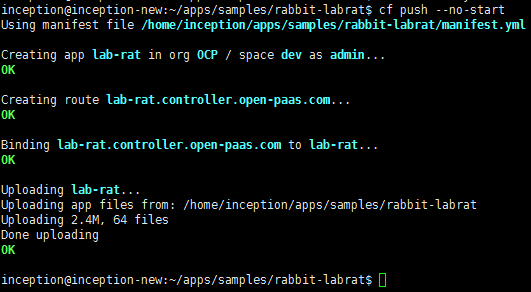 inception@inception-new:~/apps/samples/rabbit-labrat$ cf push --no-start
Using manifest file /home/inception/apps/samples/rabbit-labrat/manifest.yml
Creating app lab-rat in org OCP / space dev as admin...
OK
Creating route lab-rat.controller.open-paas.com...
OK
Binding lab-rat.controller.open-paas.com to lab-rat...
OK
Uploading lab-rat...
Uploading app files from: /home/inception/apps/samples/rabbit-labrat
Uploading 2.4M, 64 files
Done uploading
OK
inception@inception-new:~/apps/samples/rabbit-labrat$